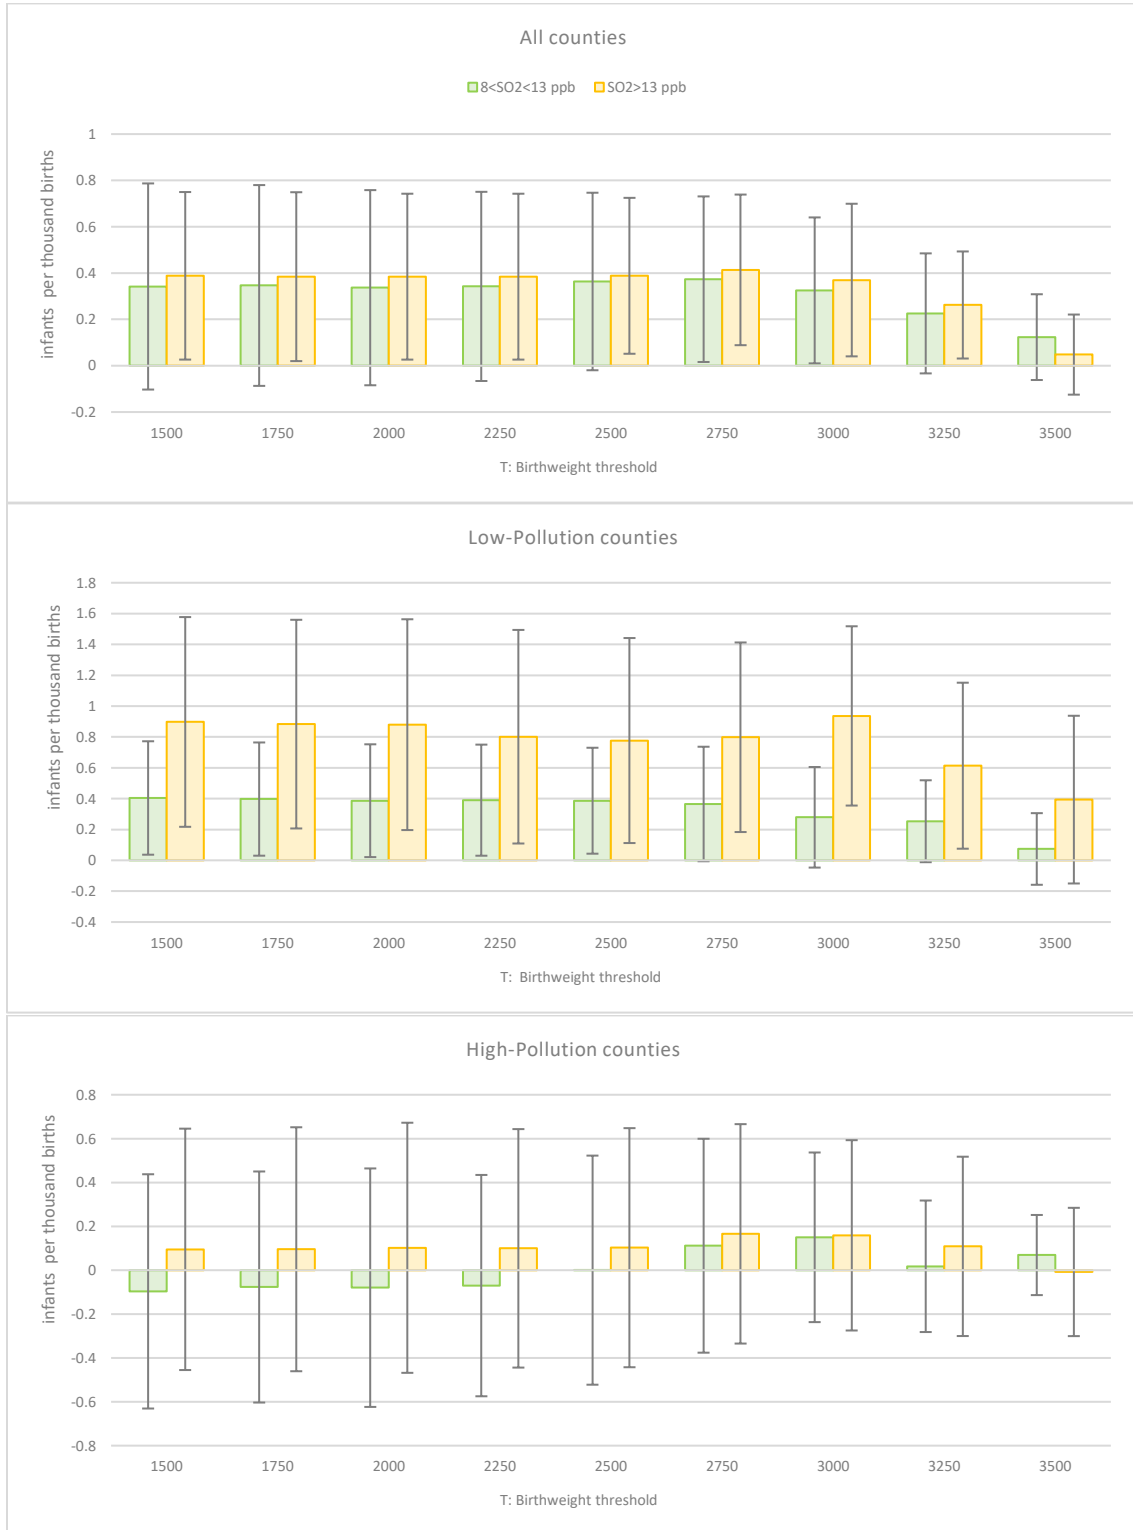 All counties
8<SO2<13 ppb SO2>13 ppb
infants per thousand births
1
0.8
0.6
0.4
0.2
0
-0.2
1500 1750 2000 2250 2500 2750 3000 3250 3500
T: Birthweight threshold
Low-Pollution counties
infants per thousand births
1.8
1.6
1.4
1.2
1
0.8
0.6
0.4
0.2
0
-0.2
-0.4
1500 1750 2000 2250 2500 2750 3000 3250 3500
T: Birthweight threshold
High-Pollution counties
infants per thousand births
0.8
0.6
0.4
0.2
0
-0.2
-0.4
-0.6
-0.8
1500 1750 2000 2250 2500 2750 3000 3250 3500
T: Birthweight threshold